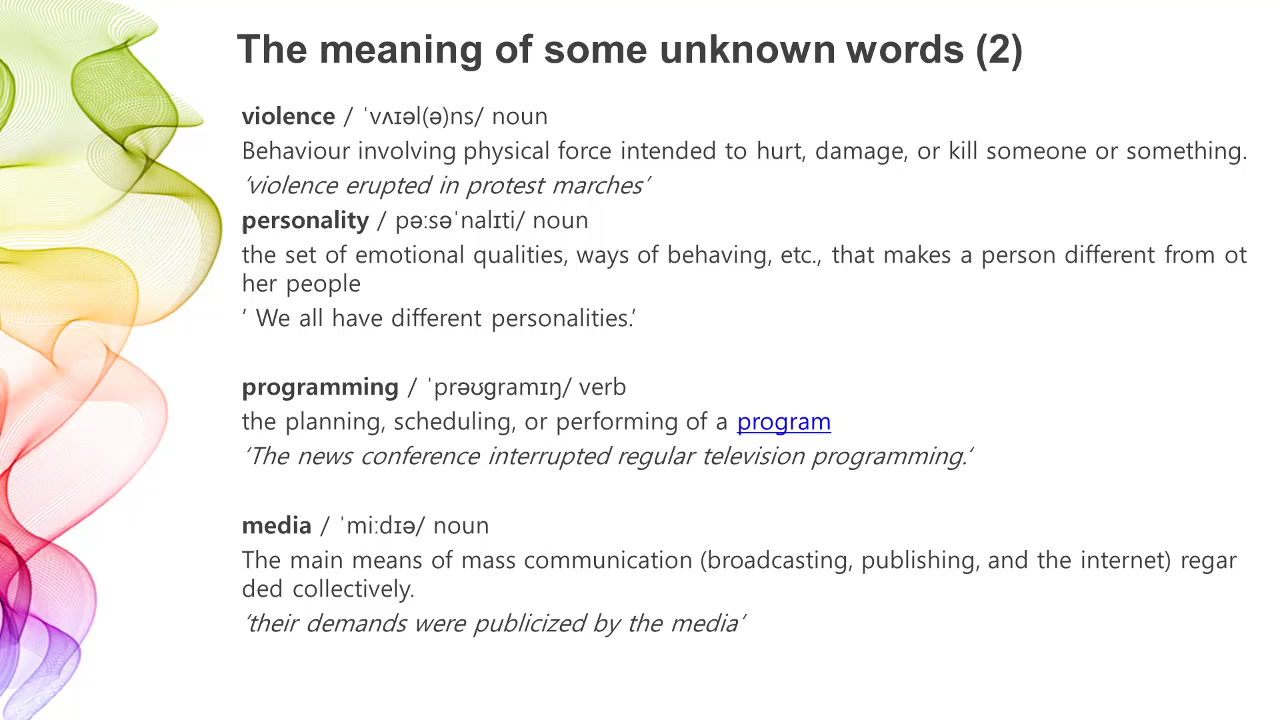 The meaning of some unknown words (2)
violence / ˈvʌɪəl(ə)ns/ noun
Behaviour involving physical force intended to hurt, damage, or kill someone or something.
‘violence erupted in protest marches’
personality / pəːsəˈnalɪti/ noun
the set of emotional qualities, ways of behaving, etc., that makes a person different from ot
her people
‘ We all have different personalities.’
programming / ˈprəʊɡramɪŋ/ verb
the planning, scheduling, or performing of a program
‘The news conference interrupted regular television programming.‘
media / ˈmiːdɪə/ noun
The main means of mass communication (broadcasting, publishing, and the internet) regar
ded collectively.
‘their demands were publicized by the media’